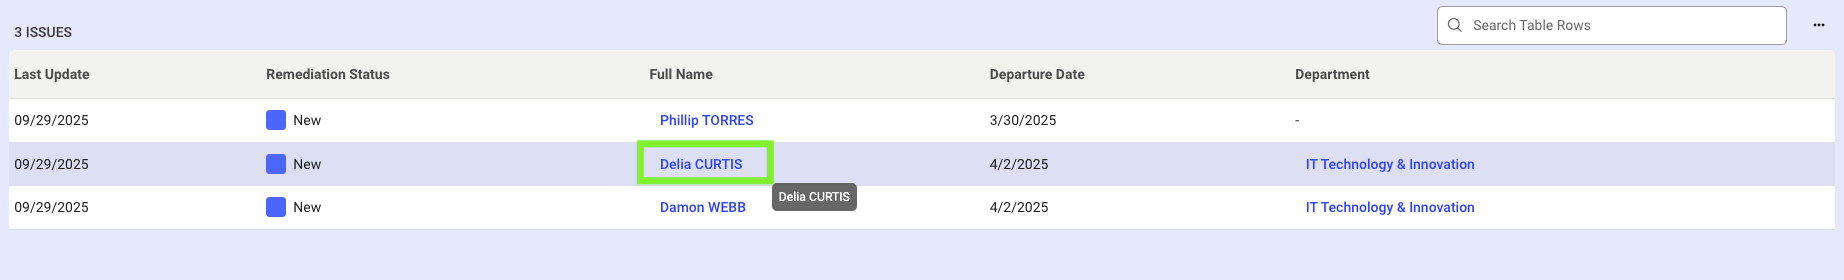 3 ISSUES
Search Table Rows
Last Update Remediation Status Full Name Departure Date Department
09/29/2025 New Phillip TORRES 3/30/2025 -
09/29/2025 New Delia CURTIS 4/2/2025 IT Technology & Innovation
Delia CURTIS
09/29/2025 New Damon WEBB 4/2/2025 IT Technology & Innovation